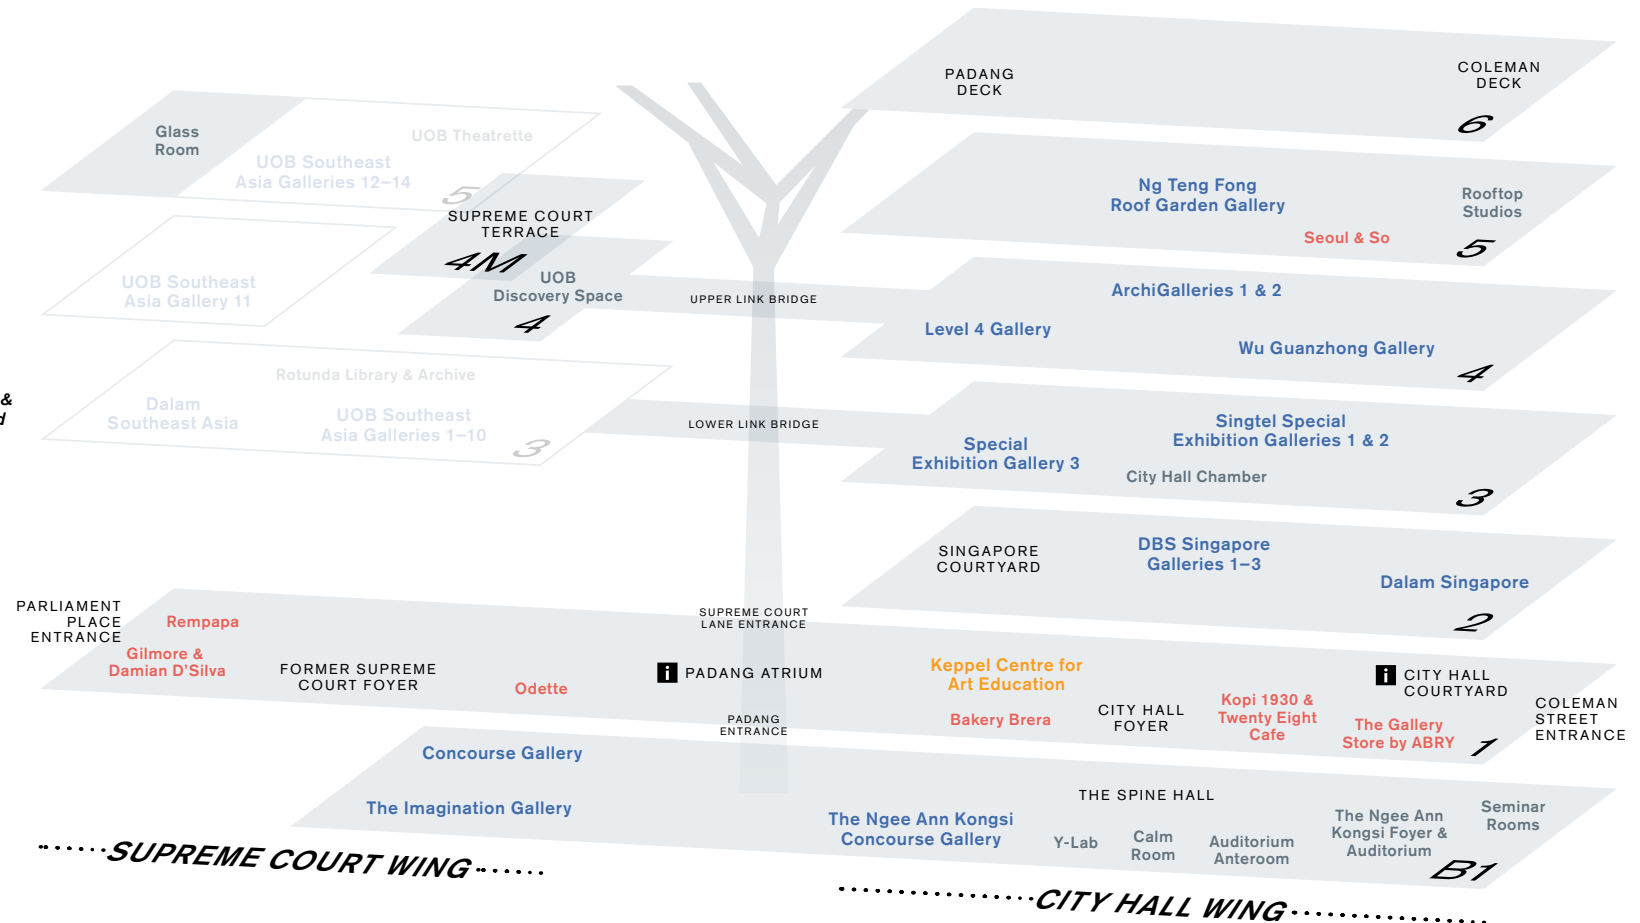 PADANG
DECK
COLEMAN
DECK
6
Glass
Room
UOB Theatrette
UOB Southeast
Asia Galleries 12–14
5
Ng Teng Fong
Roof Garden Gallery
Rooftop
Studios
Seoul & So
5
SUPREME COURT
TERRACE
4M
UOB Southeast
Asia Gallery 11
UOB
Discovery Space
4
UPPER LINK BRIDGE
ArchiGalleries 1 & 2
Level 4 Gallery
Wu Guanzhong Gallery
4
&
d
Rotunda Library & Archive
Dalam
Southeast Asia
UOB Southeast
Asia Galleries 1–10
3
LOWER LINK BRIDGE
Singtel Special
Exhibition Galleries 1 & 2
Special
Exhibition Gallery 3
City Hall Chamber
3
SINGAPORE
COURTYARD
DBS Singapore
Galleries 1–3
Dalam Singapore
2
PARLIAMENT
PLACE
ENTRANCE
Rempapa
Gilmore &
Damian D'Silva
FORMER SUPREME
COURT FOYER
Odette
SUPREME COURT
LANE ENTRANCE
i PADANG ATRIUM
PADANG
ENTRANCE
Keppel Centre for
Art Education
Bakery Brera
CITY HALL
FOYER
Kopi 1930 &
Twenty Eight
Cafe
i CITY HALL
COURTYARD
The Gallery
Store by ABRY
1
COLEMAN
STREET
ENTRANCE
Concourse Gallery
The Imagination Gallery
The Ngee Ann Kongsi
Concourse Gallery
THE SPINE HALL
Y-Lab
Calm
Room
Auditorium
Anteroom
The Ngee Ann
Kongsi Foyer &
Auditorium
Seminar
Rooms
B1
SUPREME COURT WING
CITY HALL WING